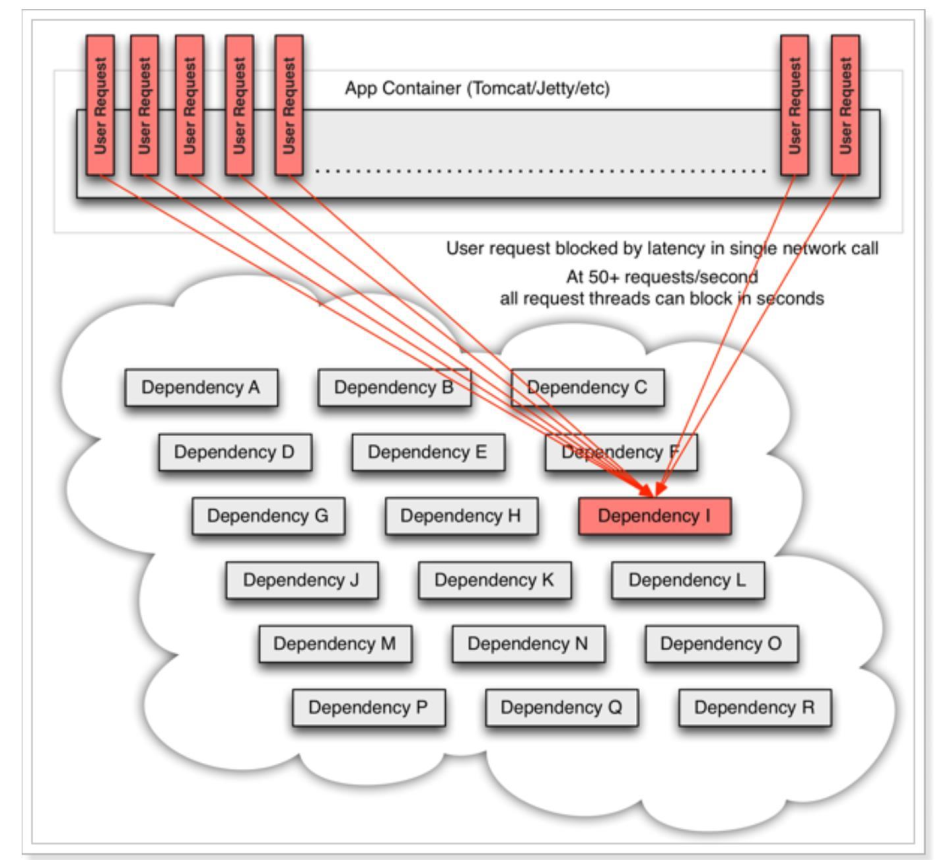 User Request
User Request
User Request
User Request
User Request
User Request
User Request
App Container (Tomcat/Jetty/etc)
User request blocked by latency in single network call
At 50+ requests/second
all request threads can block in seconds
Dependency A
Dependency B
Dependency C
Dependency D
Dependency E
Dependency F
Dependency G
Dependency H
Dependency I
Dependency J
Dependency K
Dependency L
Dependency M
Dependency N
Dependency O
Dependency P
Dependency Q
Dependency R